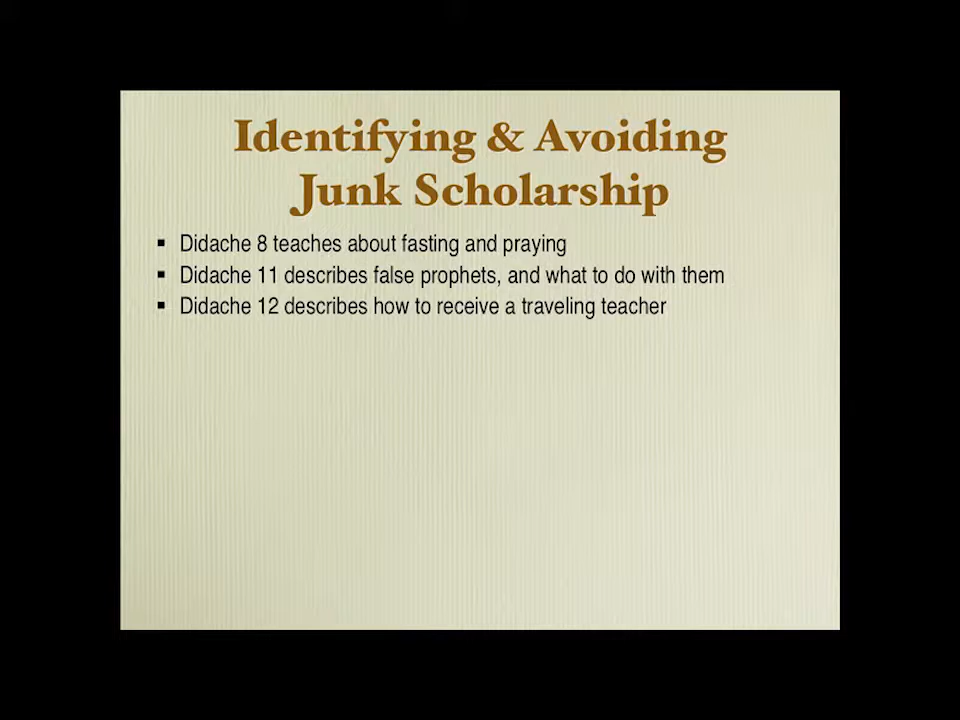 Identifying & Avoiding
Junk Scholarship
▪ Didache 8 teaches about fasting and praying
▪ Didache 11 describes false prophets, and what to do with them
▪ Didache 12 describes how to receive a traveling teacher